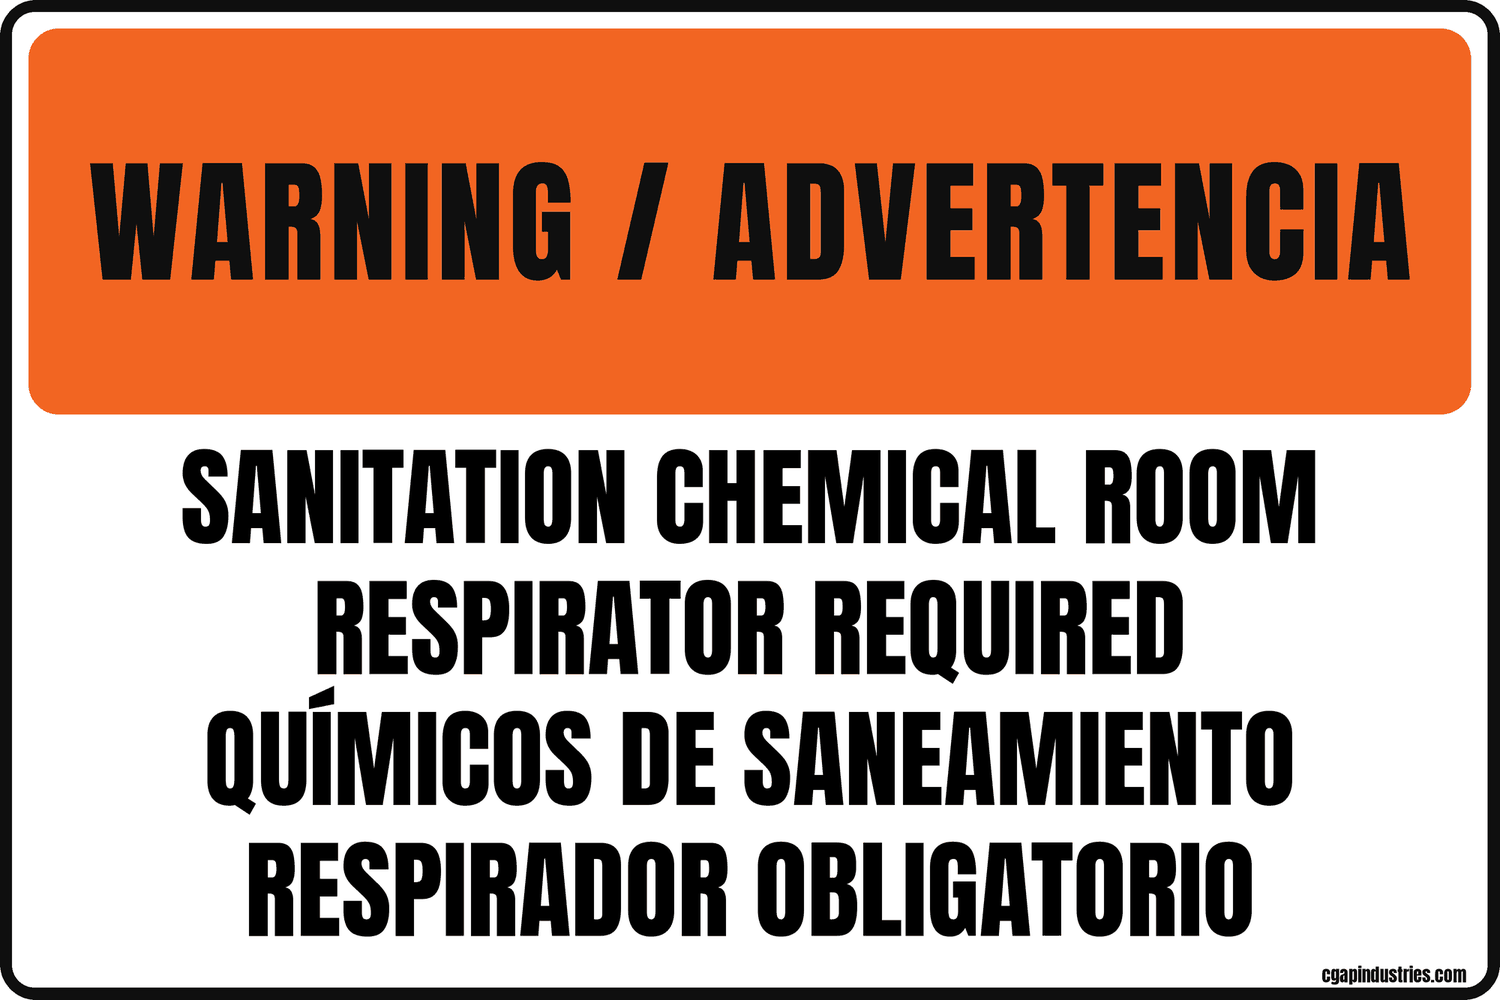 WARNING / ADVERTENCIA
SANITATION CHEMICAL ROOM
RESPIRATOR REQUIRED
QUÍMICOS DE SANEAMIENTO
RESPIRADOR OBLIGATORIO
cgapindustries.com